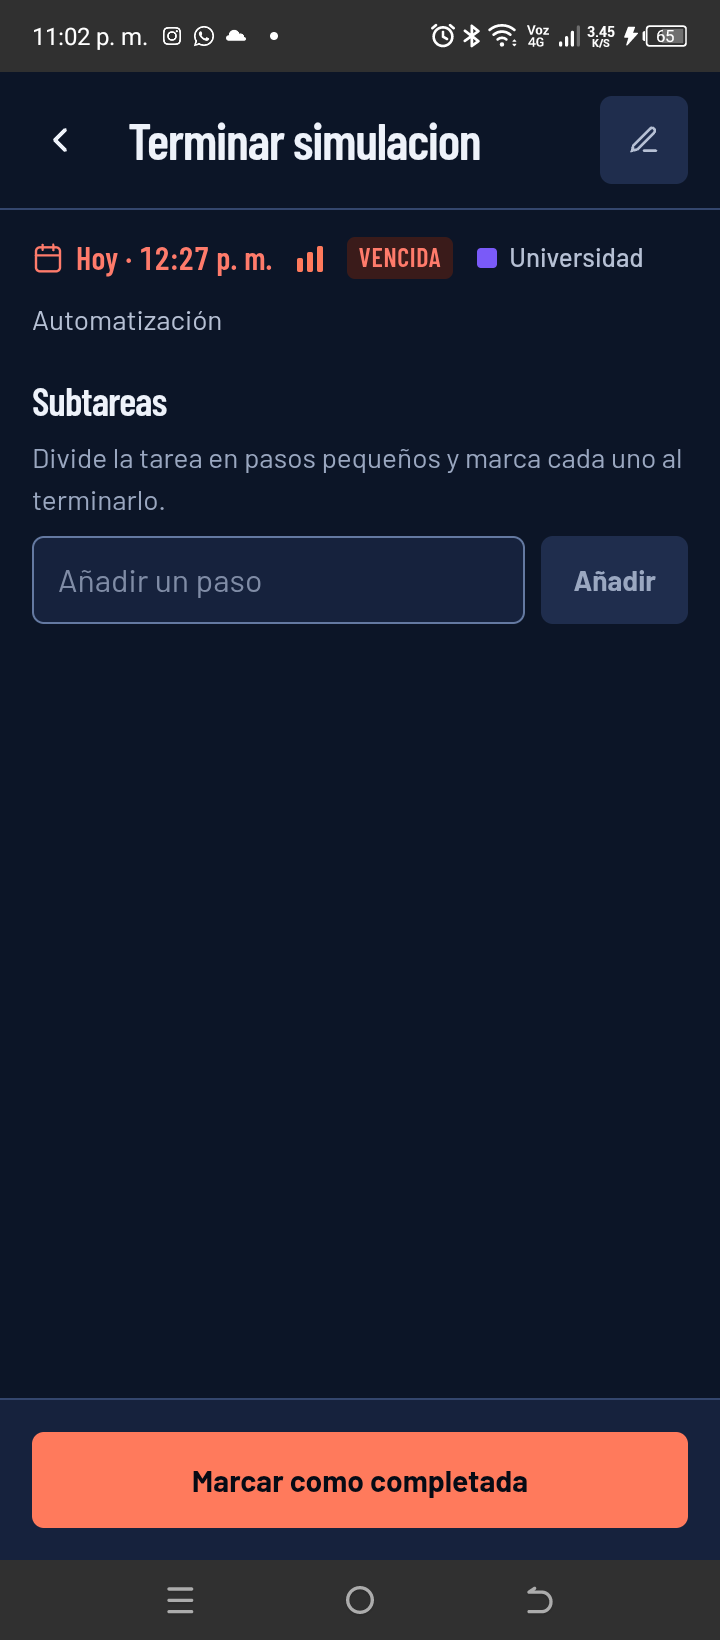 11:02 p. m.
Voz 4G 3.45 K/S 65
Terminar simulacion
Hoy · 12:27 p. m. VENCIDA Universidad
Automatización
Subtareas
Divide la tarea en pasos pequeños y marca cada uno al
terminarlo.
Añadir un paso Añadir
Marcar como completada